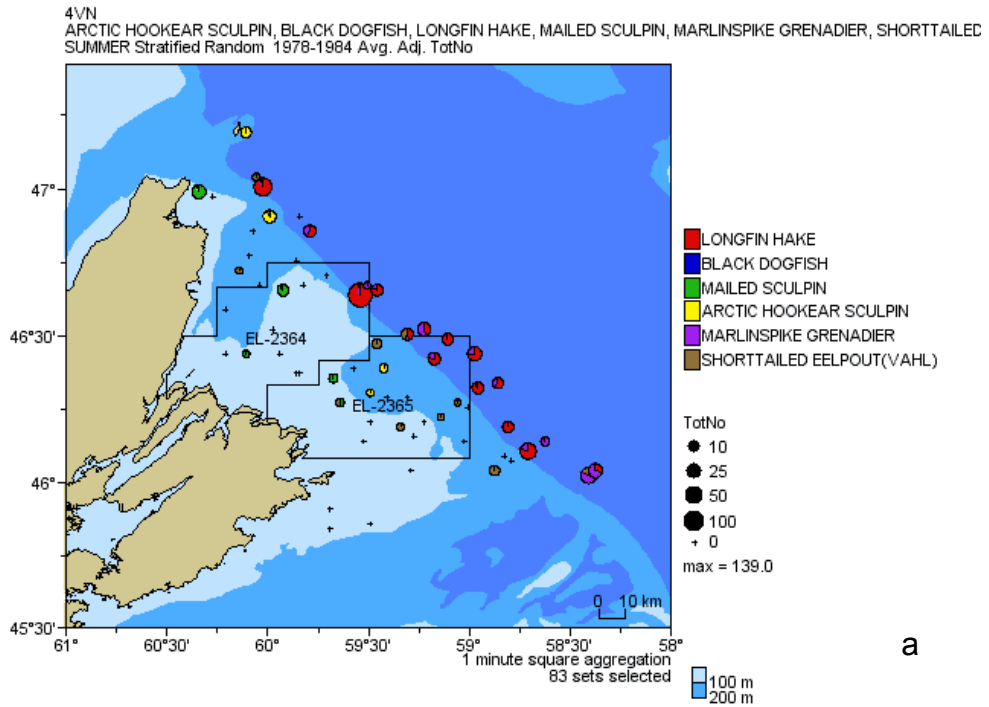 4VN
ARCTIC HOOKEAR SCULPIN, BLACK DOGFISH, LONGFIN HAKE, MAILED SCULPIN, MARLINSPIKE GRENADIER, SHORTTAILED
SUMMER Stratified Random 1978-1984 Avg. Adj. TotNo
47°
46°30'
46°
45°30'
EL-2364
EL-2365
0 10 km
61° 60°30' 60° 59°30' 59° 58°30' 58°
1 minute square aggregation
83 sets selected
LONGFIN HAKE
BLACK DOGFISH
MAILED SCULPIN
ARCTIC HOOKEAR SCULPIN
MARLINSPIKE GRENADIER
SHORTTAILED EELPOUT(VAHL)
TotNo
10
25
50
100
0
max = 139.0
a
100 m
200 m